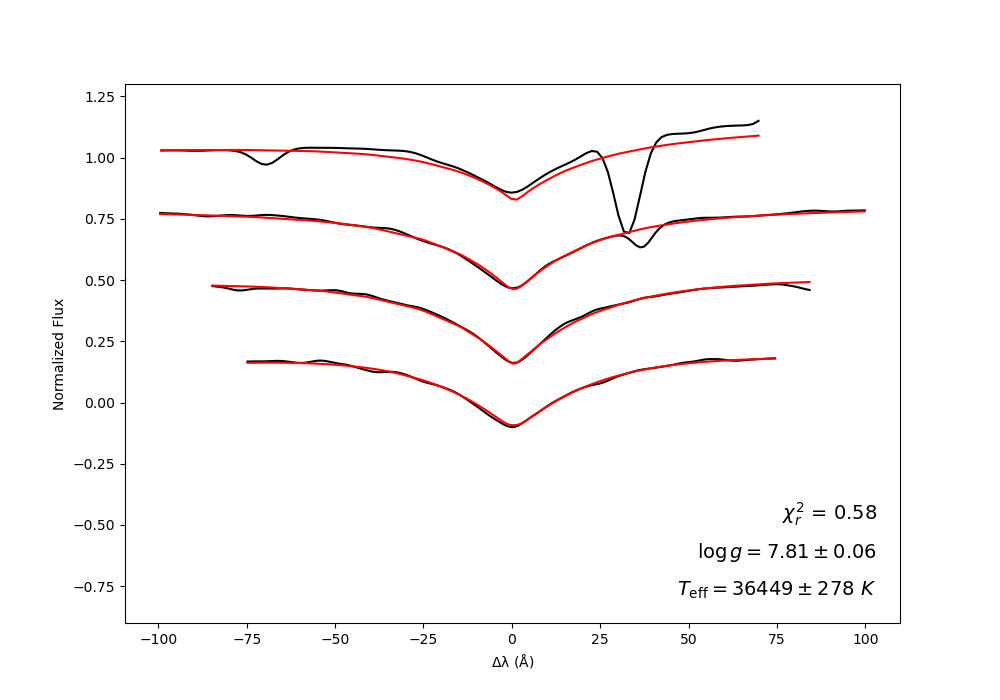 Normalized Flux
1.25
1.00
0.75
0.50
0.25
0.00
−0.25
−0.50
−0.75
χ²ᵣ = 0.58
log g = 7.81 ± 0.06
T_eff = 36449 ± 278 K
−100 −75 −50 −25 0 25 50 75 100
Δλ (Å)